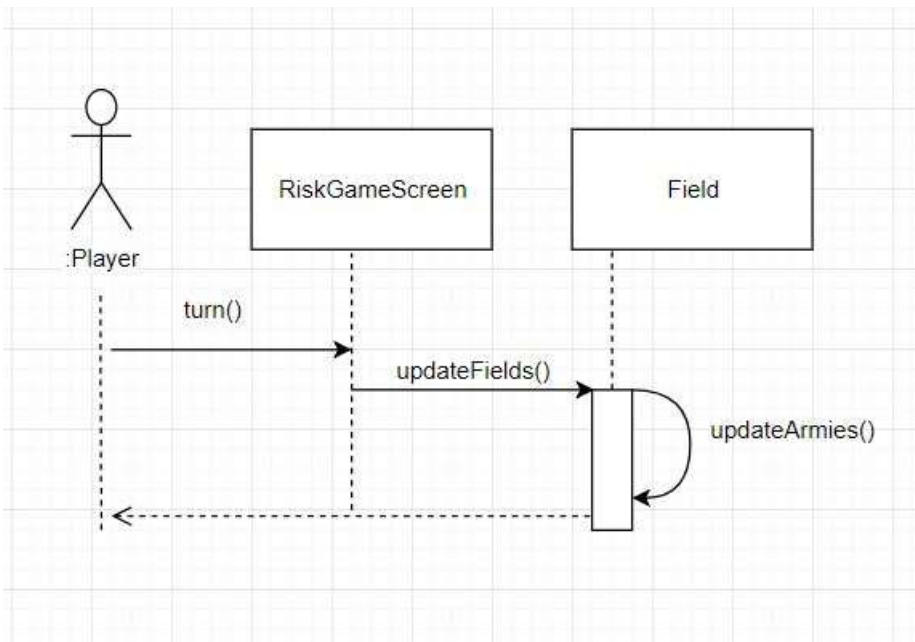 RiskGameScreen
Field
:Player
turn()
updateFields()
updateArmies()